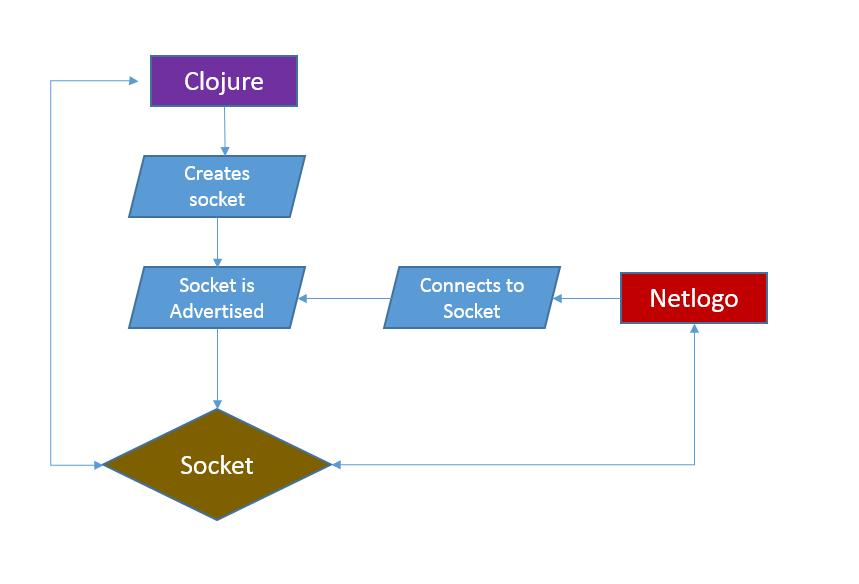 Clojure
Creates
socket
Socket is
Advertised
Connects to
Socket
Netlogo
Socket